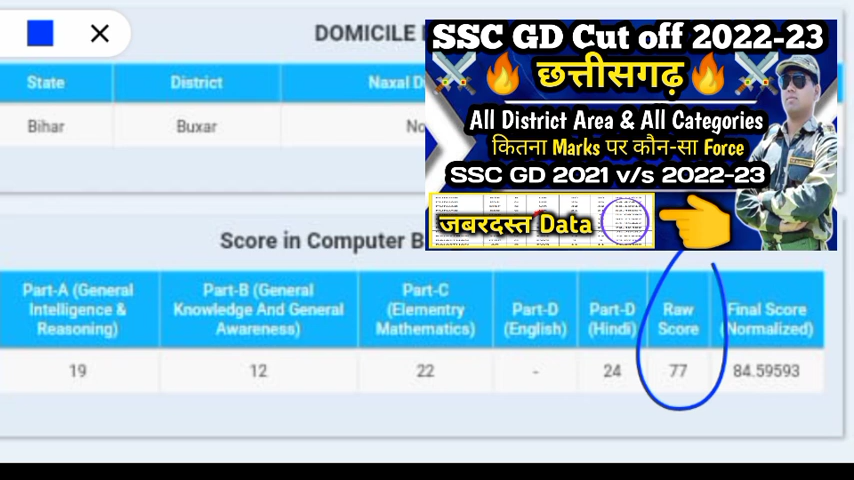 DOMICILE
SSC GD Cut off 2022-23
छत्तीसगढ़
All District Area & All Categories
कितना Marks पर कौन-सा Force
SSC GD 2021 v/s 2022-23
जबरदस्त Data
State District Naxal
Bihar Buxar No
Score in Computer
Part-A (General Intelligence & Reasoning)
Part-B (General Knowledge And General Awareness)
Part-C (Elementry Mathematics)
Part-D (English)
Part-D (Hindi)
Raw Score
Final Score (Normalized)
19 12 22 - 24 77 84.59593